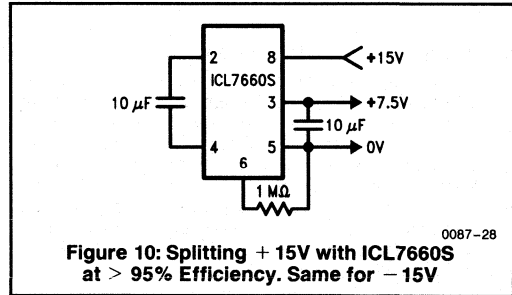 2
8
+15V
ICL7660S
10 μF
3
+7.5V
10 μF
4
5
0V
6
1 MΩ
0087-28
Figure 10: Splitting + 15V with ICL7660S
at > 95% Efficiency. Same for − 15V